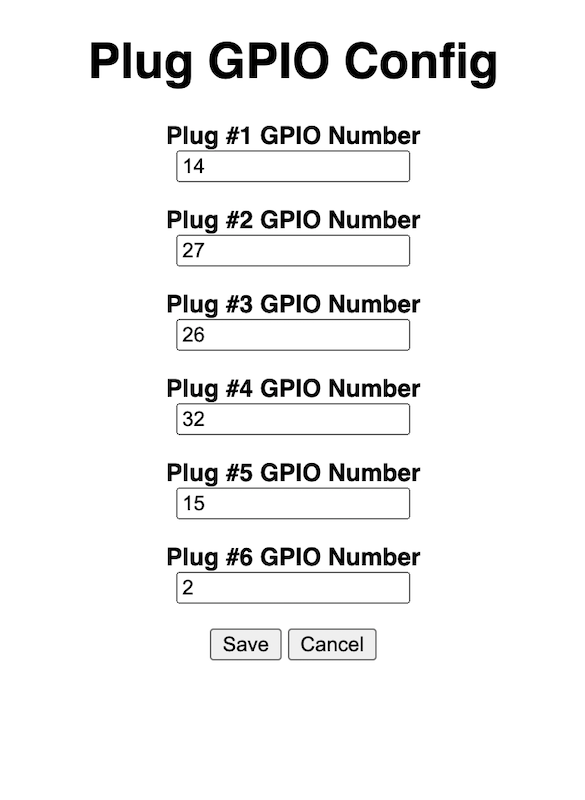 Plug GPIO Config
Plug #1 GPIO Number
14
Plug #2 GPIO Number
27
Plug #3 GPIO Number
26
Plug #4 GPIO Number
32
Plug #5 GPIO Number
15
Plug #6 GPIO Number
2
Save Cancel